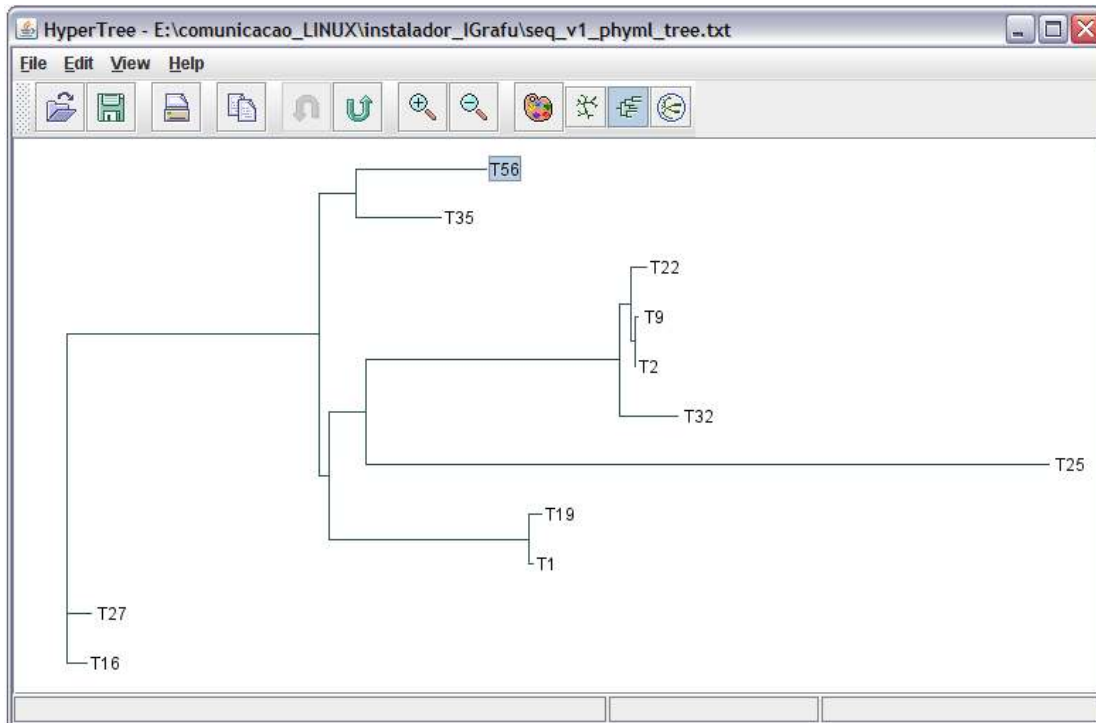 HyperTree - E:\comunicacao_LINUX\instalador_IGrafu\seq_v1_phyml_tree.txt
File Edit View Help
T56
T35
T22
T9
T2
T32
T25
T19
T1
T27
T16